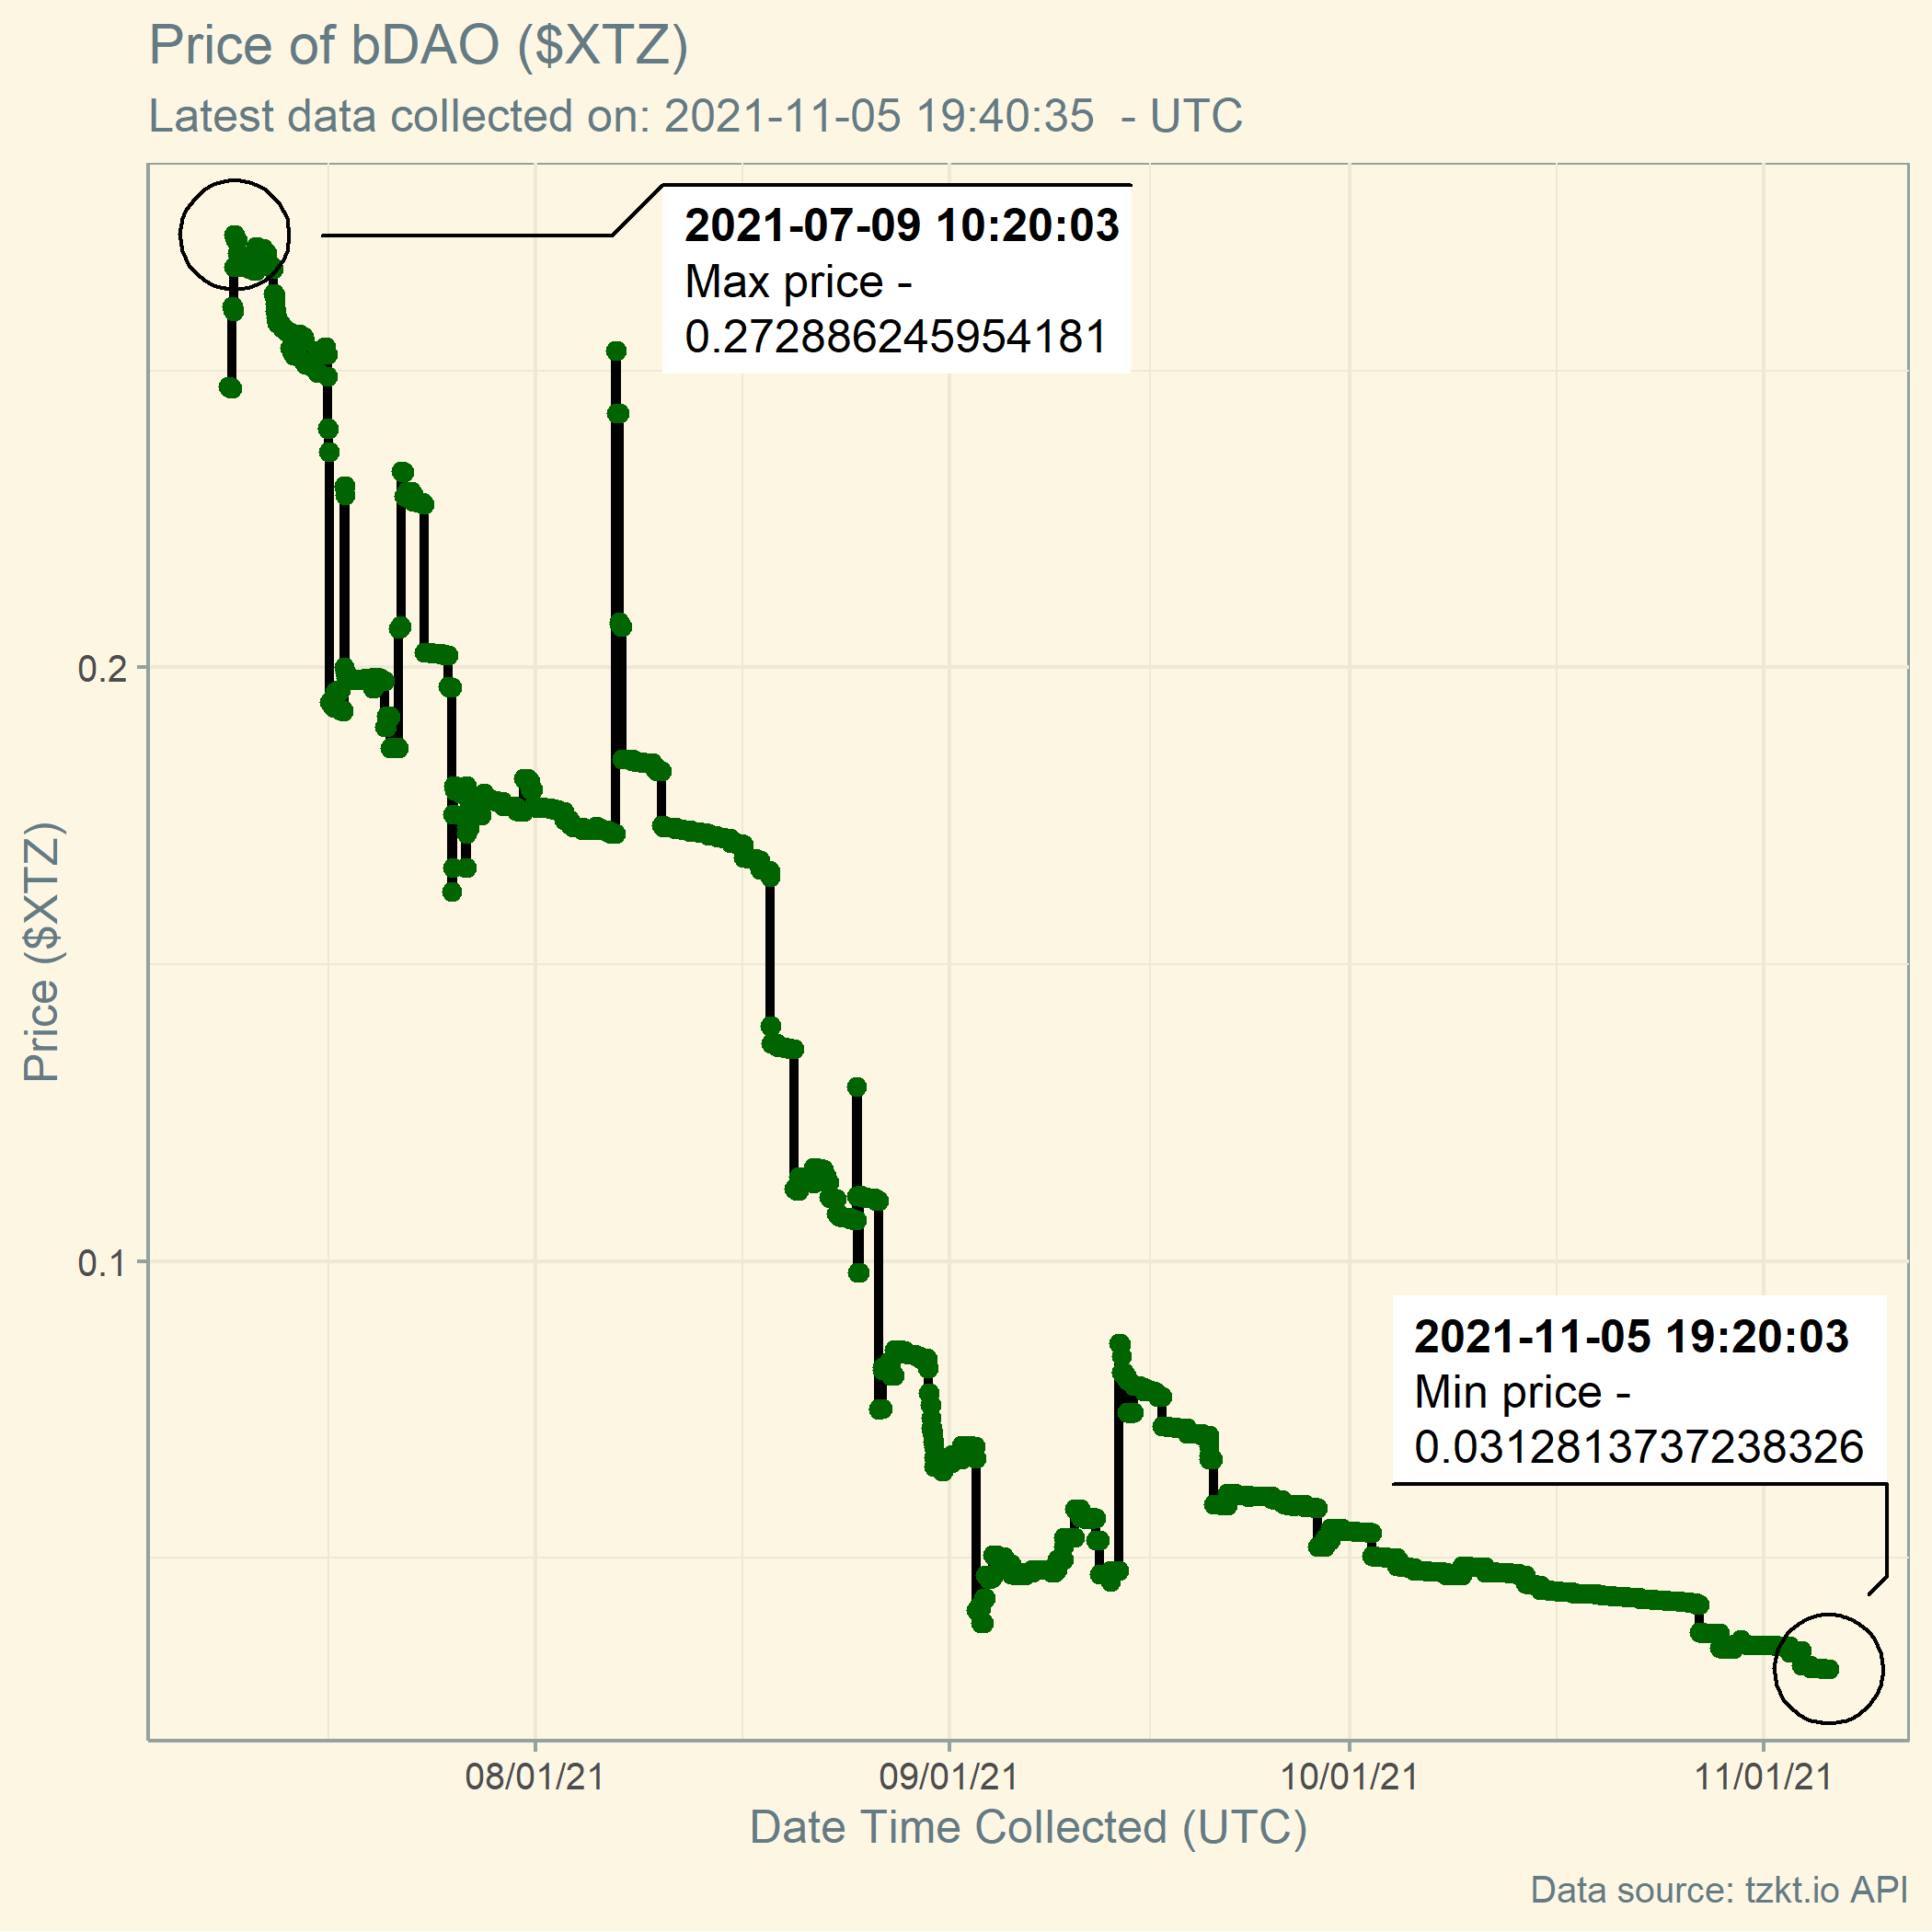 Price of bDAO ($XTZ)
Latest data collected on: 2021-11-05 19:40:35  - UTC
2021-07-09 10:20:03
Max price -
0.272886245954181
0.2
Price ($XTZ)
0.1
2021-11-05 19:20:03
Min price -
0.0312813737238326
08/01/21
09/01/21
10/01/21
11/01/21
Date Time Collected (UTC)
Data source: tzkt.io API